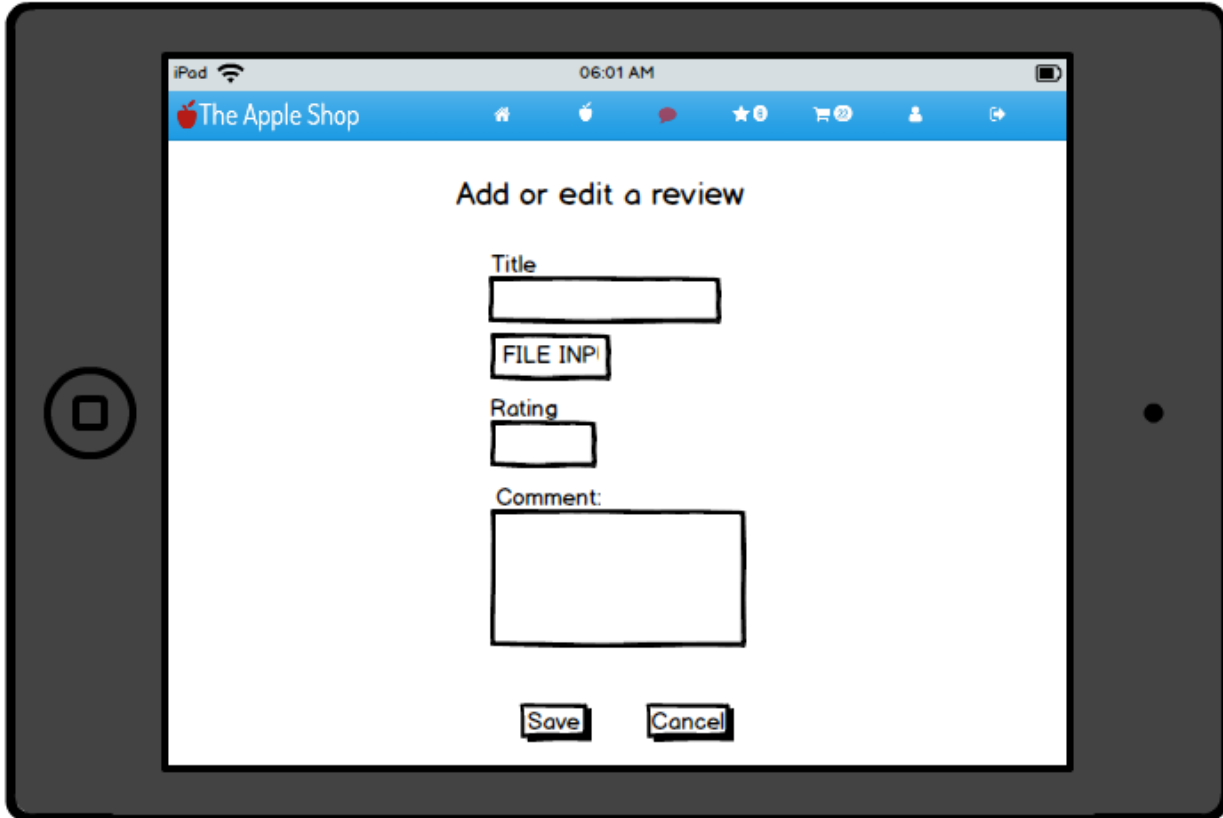 iPad 06:01 AM
The Apple Shop
Add or edit a review
Title
FILE INP
Rating
Comment:
Save Cancel